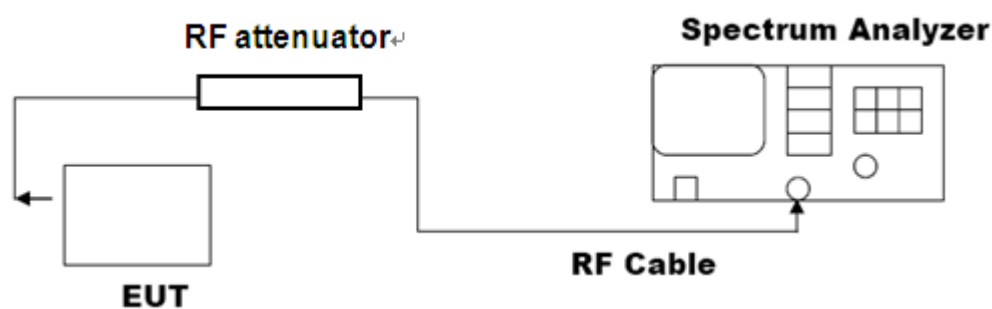 RF attenuator↵
Spectrum Analyzer
RF Cable
EUT